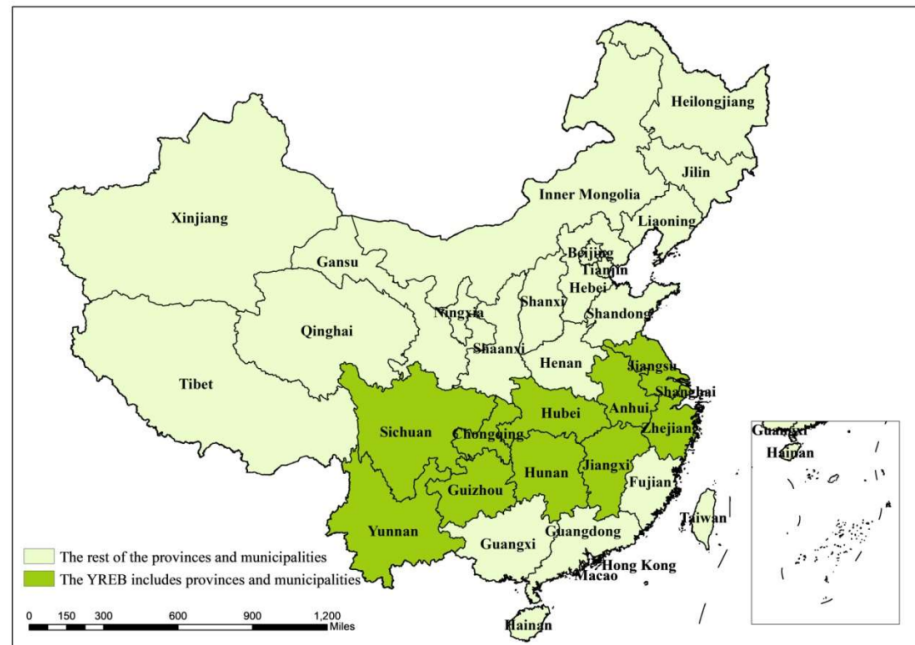 Heilongjiang
Jilin
Inner Mongolia
Liaoning
Xinjiang
Beijing
Gansu
Tianjin
Hebei
Shanxi
Ningxia
Shandong
Qinghai
Shaanxi
Henan
Tibet
Jiangsu
Shanghai
Hubei
Anhui
Sichuan
Chongqing
Zhejiang
Hunan
Jiangxi
Guizhou
Fujian
Yunnan
Guangxi
Guangdong
Taiwan
Hong Kong
Macao
Hainan
Guangxi
Hainan
The rest of the provinces and municipalities
The YREB includes provinces and municipalities
0 150 300 600 900 1,200
Miles